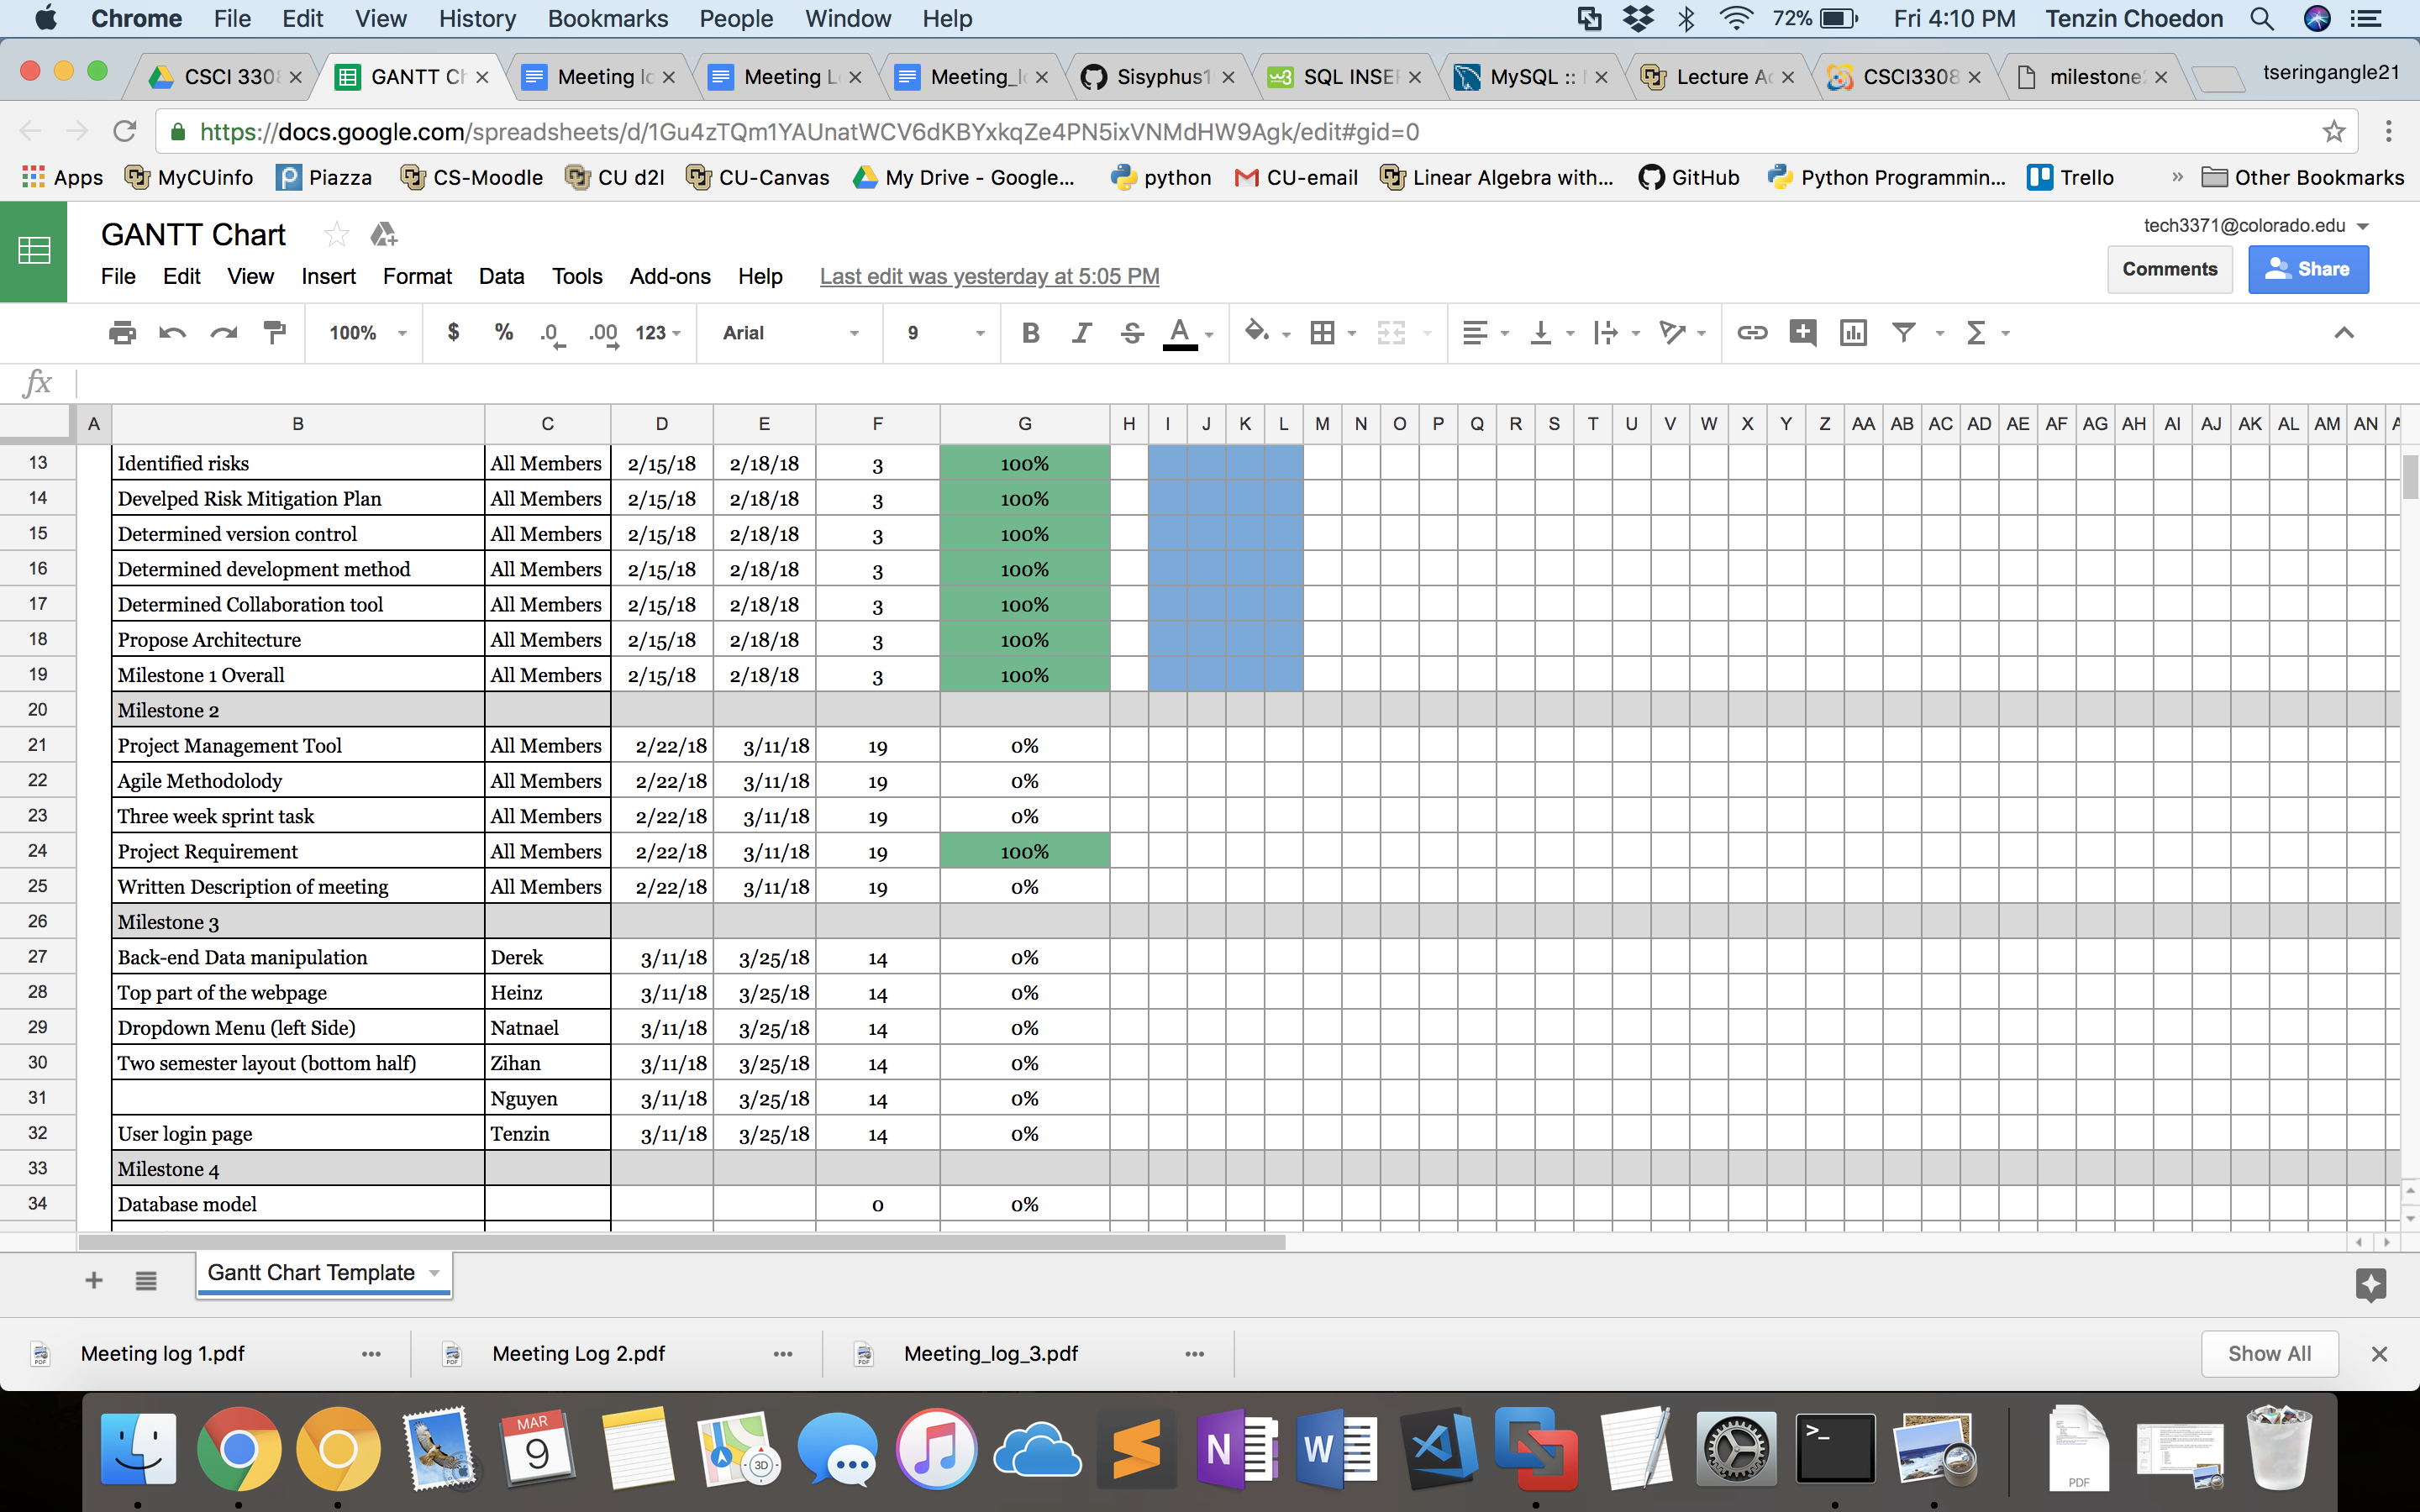 Chrome File Edit View History Bookmarks People Window Help 72% Fri 4:10 PM Tenzin Choedon
CSCI 3308 GANTT Ch Meeting lo Meeting L Meeting_lo Sisyphus1 SQL INSE MySQL :: Lecture A CSCI3308 milestone tseringangle21
https://docs.google.com/spreadsheets/d/1Gu4zTQm1YAUnatWCV6dKBYxkqZe4PN5ixVNMdHW9Agk/edit#gid=0
Apps MyCUinfo Piazza CS-Moodle CU d2l CU-Canvas My Drive - Google... python CU-email Linear Algebra with... GitHub Python Programmin... Trello » Other Bookmarks
GANTT Chart tech3371@colorado.edu
File Edit View Insert Format Data Tools Add-ons Help Last edit was yesterday at 5:05 PM Comments Share
100% $ % .0 .00 123 Arial 9 B I S A
fx
A B C D E F G H I J K L M N O P Q R S T U V W X Y Z AA AB AC AD AE AF AG AH AI AJ AK AL AM AN A
13 Identified risks All Members 2/15/18 2/18/18 3 100%
14 Develped Risk Mitigation Plan All Members 2/15/18 2/18/18 3 100%
15 Determined version control All Members 2/15/18 2/18/18 3 100%
16 Determined development method All Members 2/15/18 2/18/18 3 100%
17 Determined Collaboration tool All Members 2/15/18 2/18/18 3 100%
18 Propose Architecture All Members 2/15/18 2/18/18 3 100%
19 Milestone 1 Overall All Members 2/15/18 2/18/18 3 100%
20 Milestone 2
21 Project Management Tool All Members 2/22/18 3/11/18 19 0%
22 Agile Methodolody All Members 2/22/18 3/11/18 19 0%
23 Three week sprint task All Members 2/22/18 3/11/18 19 0%
24 Project Requirement All Members 2/22/18 3/11/18 19 100%
25 Written Description of meeting All Members 2/22/18 3/11/18 19 0%
26 Milestone 3
27 Back-end Data manipulation Derek 3/11/18 3/25/18 14 0%
28 Top part of the webpage Heinz 3/11/18 3/25/18 14 0%
29 Dropdown Menu (left Side) Natnael 3/11/18 3/25/18 14 0%
30 Two semester layout (bottom half) Zihan 3/11/18 3/25/18 14 0%
31 Nguyen 3/11/18 3/25/18 14 0%
32 User login page Tenzin 3/11/18 3/25/18 14 0%
33 Milestone 4
34 Database model 0 0%
Gantt Chart Template
Meeting log 1.pdf Meeting Log 2.pdf Meeting_log_3.pdf Show All
MAR
9
3D
N
W
>_
PDF